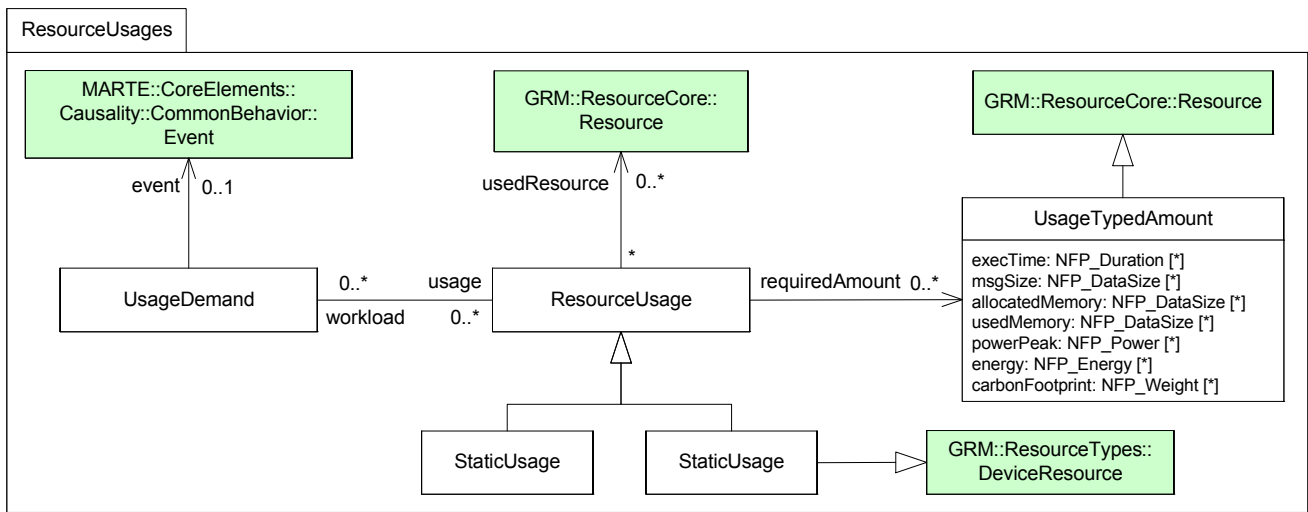 ResourceUsages
MARTE::CoreElements::
Causality::CommonBehavior::
Event
GRM::ResourceCore::
Resource
GRM::ResourceCore::Resource
event
0..1
usedResource
0..*
UsageTypedAmount
execTime: NFP_Duration [*]
msgSize: NFP_DataSize [*]
allocatedMemory: NFP_DataSize [*]
usedMemory: NFP_DataSize [*]
powerPeak: NFP_Power [*]
energy: NFP_Energy [*]
carbonFootprint: NFP_Weight [*]
*
UsageDemand
0..*
usage
workload
0..*
ResourceUsage
requiredAmount
0..*
StaticUsage
StaticUsage
GRM::ResourceTypes::
DeviceResource